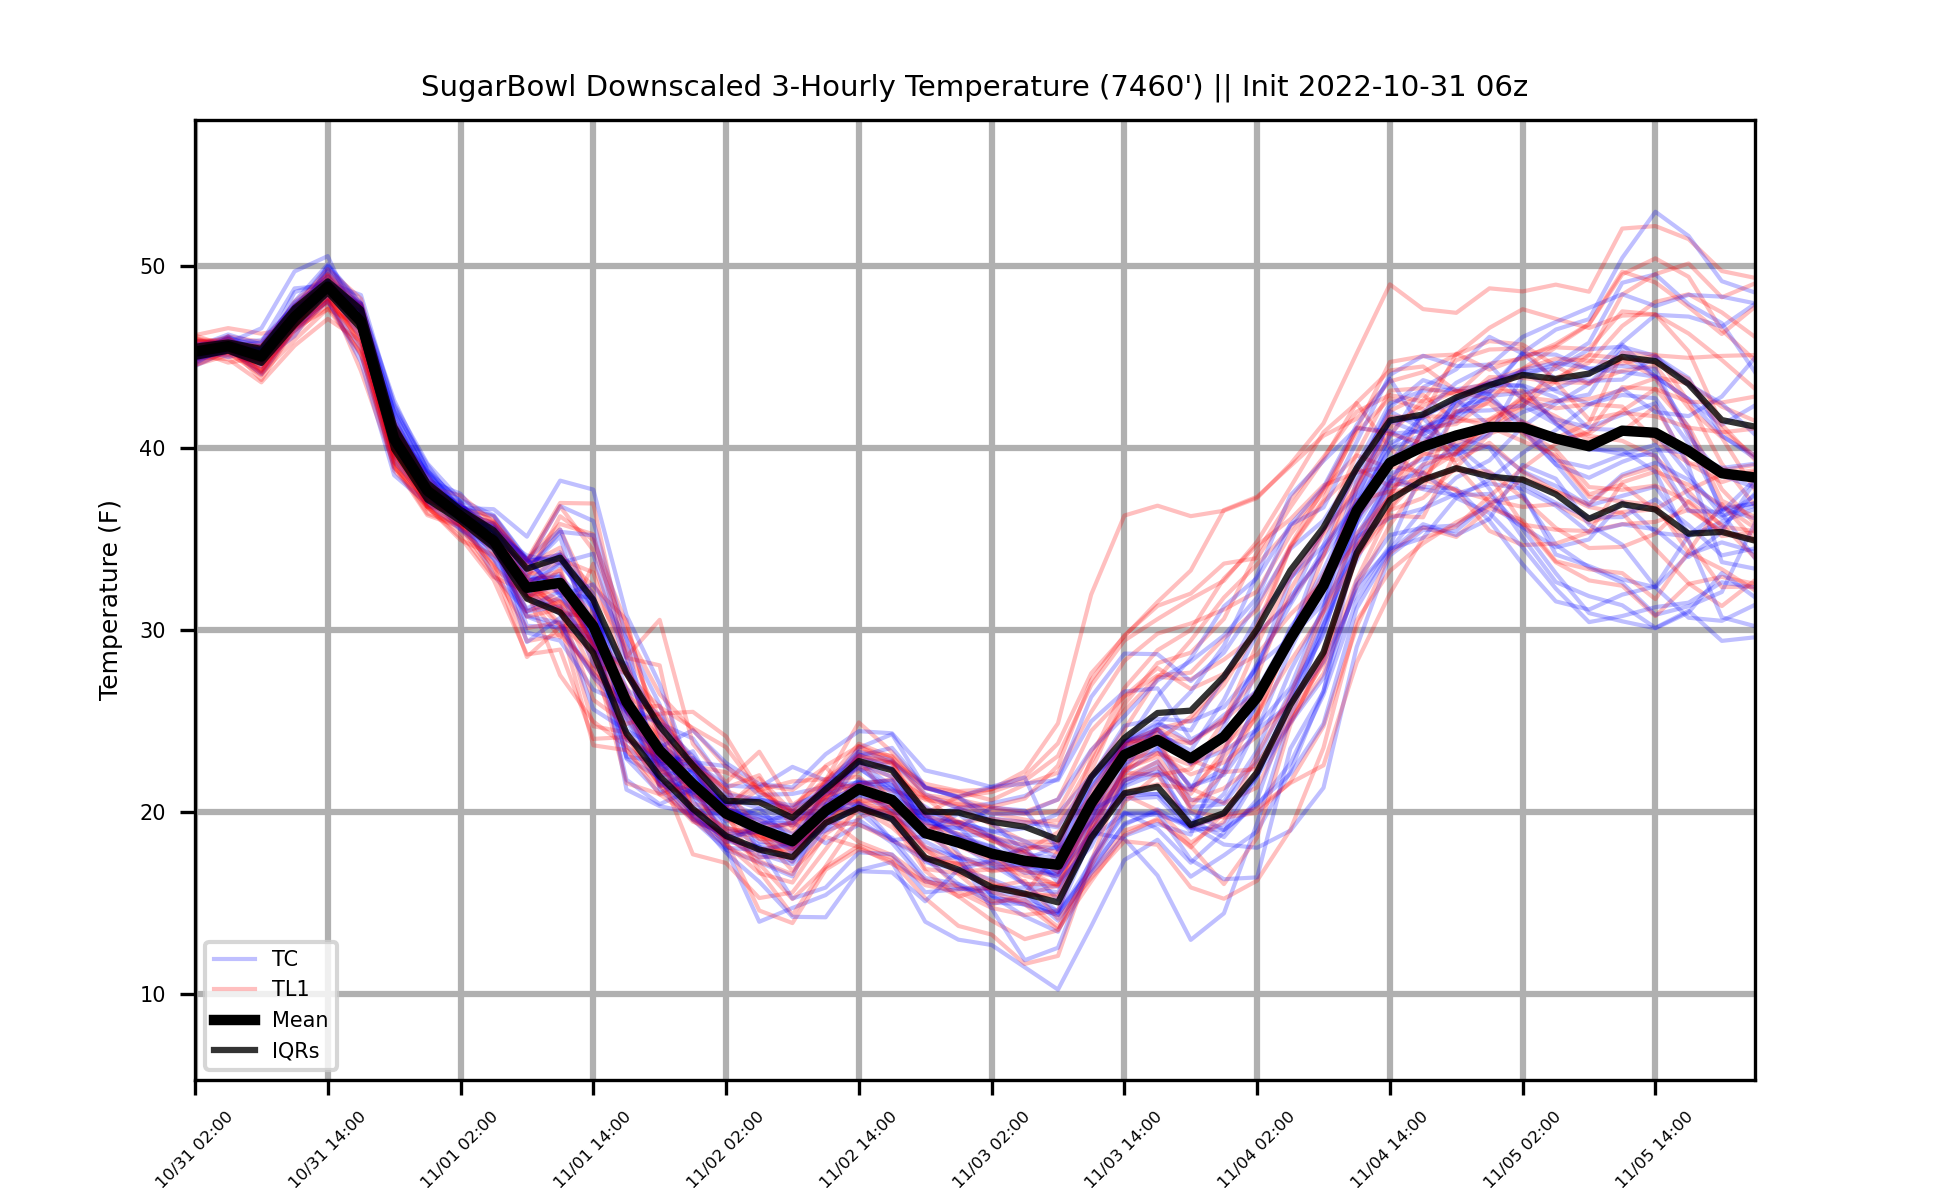 SugarBowl Downscaled 3-Hourly Temperature (7460') || Init 2022-10-31 06z
Temperature (F)
50
40
30
20
10
TC
TL1
Mean
IQRs
10/31 02:00
10/31 14:00
11/01 02:00
11/01 14:00
11/02 02:00
11/02 14:00
11/03 02:00
11/03 14:00
11/04 02:00
11/04 14:00
11/05 02:00
11/05 14:00